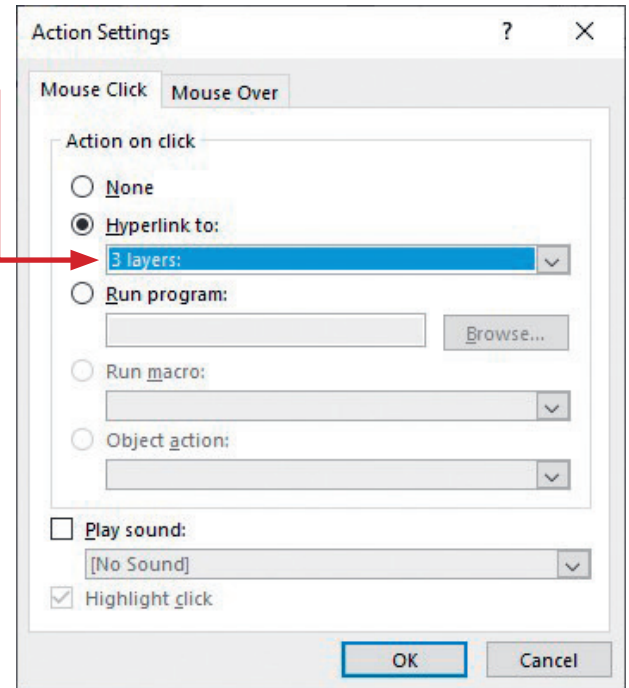 Action Settings ? ×
Mouse Click Mouse Over
Action on click
None
Hyperlink to:
3 layers:
Run program:
Browse...
Run macro:
Object action:
Play sound:
[No Sound]
Highlight click
OK Cancel